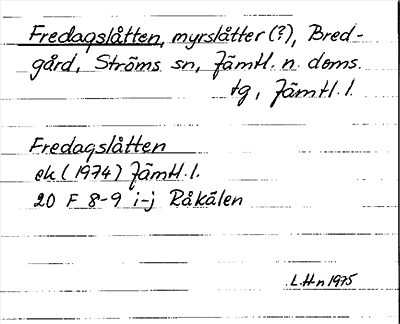 Fredagslåtten, myrslåtter (?), Bred-
gård, Ströms sn, Jämtl. n. doms.
tg, Jämtl. l.
Fredagslåtten
ek (1974) Jämtl. l.
20 F 8-9 i-j Råkälen
L. Hn 1975